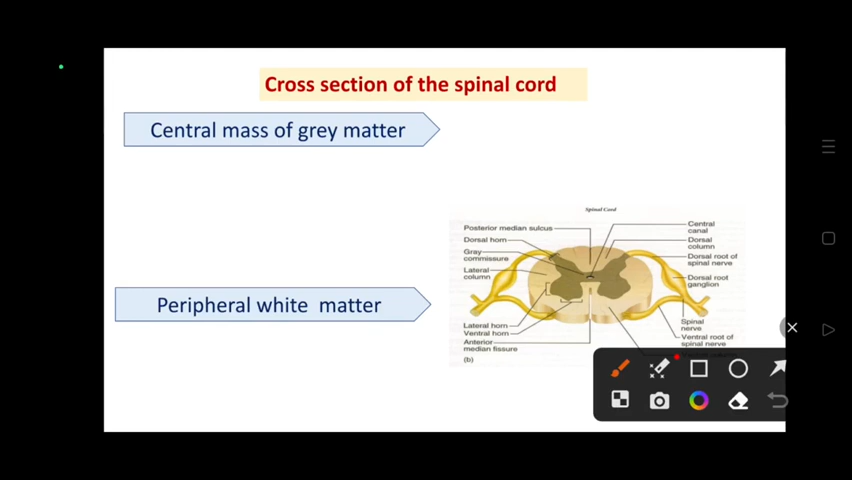 Cross section of the spinal cord
Central mass of grey matter
Peripheral white matter
Spinal Cord
Posterior median sulcus
Dorsal horn
Gray
commissure
Lateral
column
Lateral horn
Ventral horn
Anterior
median fissure
(b)
Central
canal
Dorsal
column
Dorsal root of
spinal nerve
Dorsal root
ganglion
Spinal
nerve
Ventral root of
spinal nerve